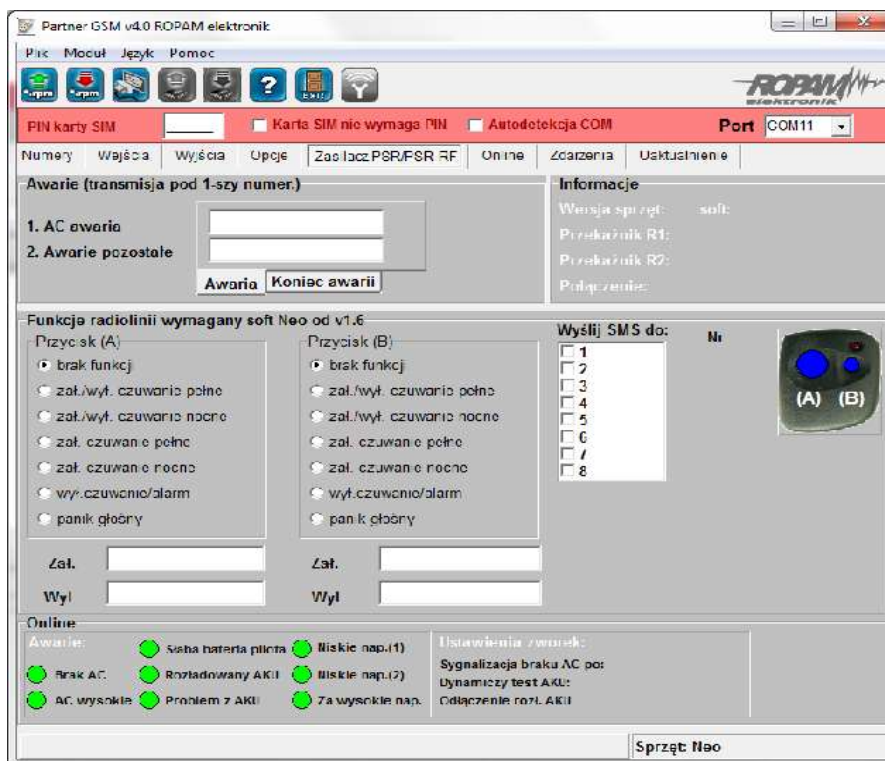 Partner GSM v4.0 ROPAM elektronik
Plik Moduł Język Pomoc
.rpm .rpm ? EXIT ROPAM elektronik
PIN karty SIM Karta SIM nie wymaga PIN Autodetekcja COM Port COM11
Numery Wejścia Wyjścia Opcje Zasilacz PSR/PSR RF Online Zdarzenia Uaktualnienie
Awarie (transmisja pod 1-szy numer.)
1. AC awaria
2. Awarie pozostałe
Awaria Koniec awarii
Informacje
Wersja sprzęt: soft:
Przekaźnik R1:
Przekaźnik R2:
Połączenie:
Funkcje radiolinii wymagany soft Neo od v1.6
Przycisk (A)
brak funkcji
zał./wył. czuwanie pełne
zał./wył. czuwanie nocne
zał. czuwanie pełne
zał. czuwanie nocne
wył.czuwanie/alarm
panik głośny
Zał.
Wył
Przycisk (B)
brak funkcji
zał./wył. czuwanie pełne
zał./wył. czuwanie nocne
zał. czuwanie pełne
zał. czuwanie nocne
wył.czuwanie/alarm
panik głośny
Zał.
Wył
Wyślij SMS do:
1
2
3
4
5
6
7
8
Nr
(A) (B)
Online
Awarie:
Brak AC
AC wysokie
Słaba bateria pilota
Rozładowany AKU
Problem z AKU
Niskie nap.(1)
Niskie nap.(2)
Za wysokie nap.
Ustawienia zworek:
Sygnalizacja braku AC po:
Dynamiczy test AKU:
Odłączenie rozł. AKU
Sprzęt: Neo